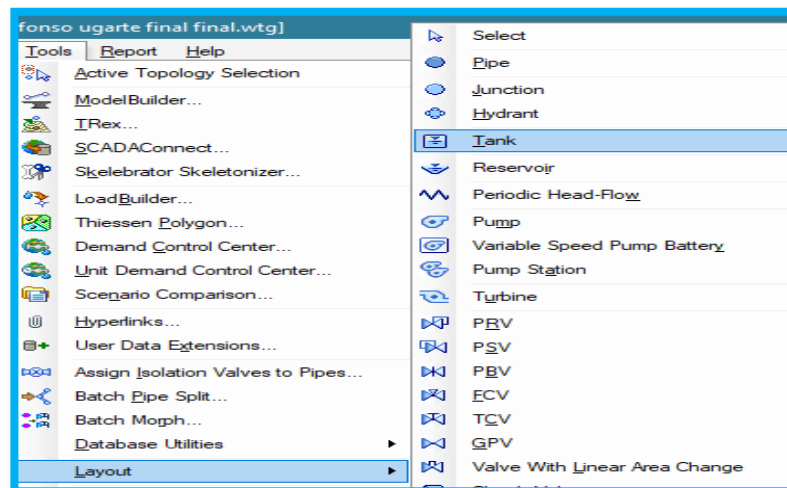 fonso ugarte final final.wtg]
Tools Report Help
Active Topology Selection
ModelBuilder...
TRex...
SCADAConnect...
Skelebrator Skeletonizer...
LoadBuilder...
Thiessen Polygon...
Demand Control Center...
Unit Demand Control Center...
Scenario Comparison...
Hyperlinks...
User Data Extensions...
Assign Isolation Valves to Pipes...
Batch Pipe Split...
Batch Morph...
Database Utilities
Layout
Select
Pipe
Junction
Hydrant
Tank
Reservoir
Periodic Head-Flow
Pump
Variable Speed Pump Battery
Pump Station
Turbine
PRV
PSV
PBV
FCV
TCV
GPV
Valve With Linear Area Change